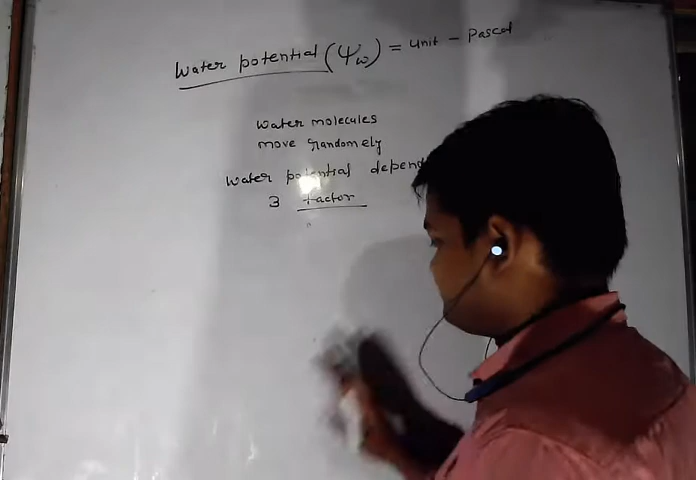 Water potential (Ψw) = unit - Pascal
Water molecules
move randomely
Water potential depend
3 factor